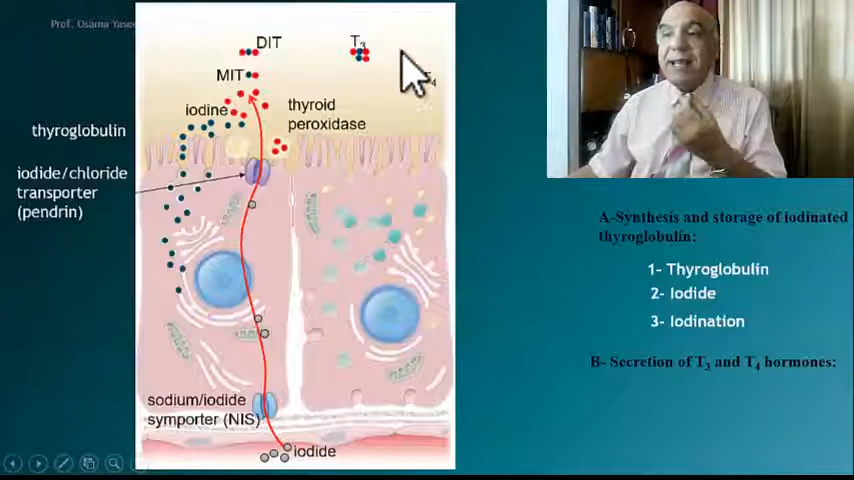 Prof. Osama Yasee
DIT
T3
MIT
iodine
thyroid
peroxidase
thyroglobulin
iodide/chloride
transporter
(pendrin)
sodium/iodide
symporter (NIS)
iodide
A-Synthesis and storage of iodinated
thyroglobulin:
1- Thyroglobulin
2- Iodide
3- Iodination
B- Secretion of T3 and T4 hormones: